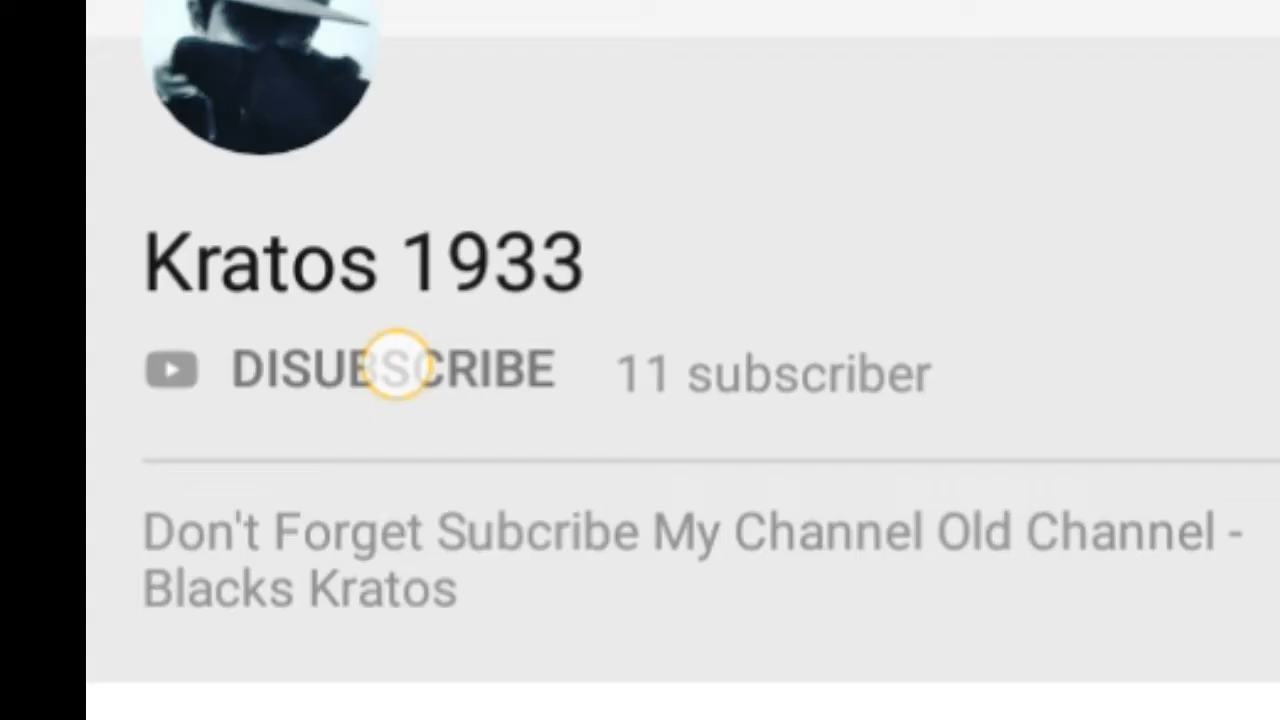 Kratos 1933
DISUBSCRIBE 11 subscriber
Don't Forget Subcribe My Channel Old Channel -
Blacks Kratos